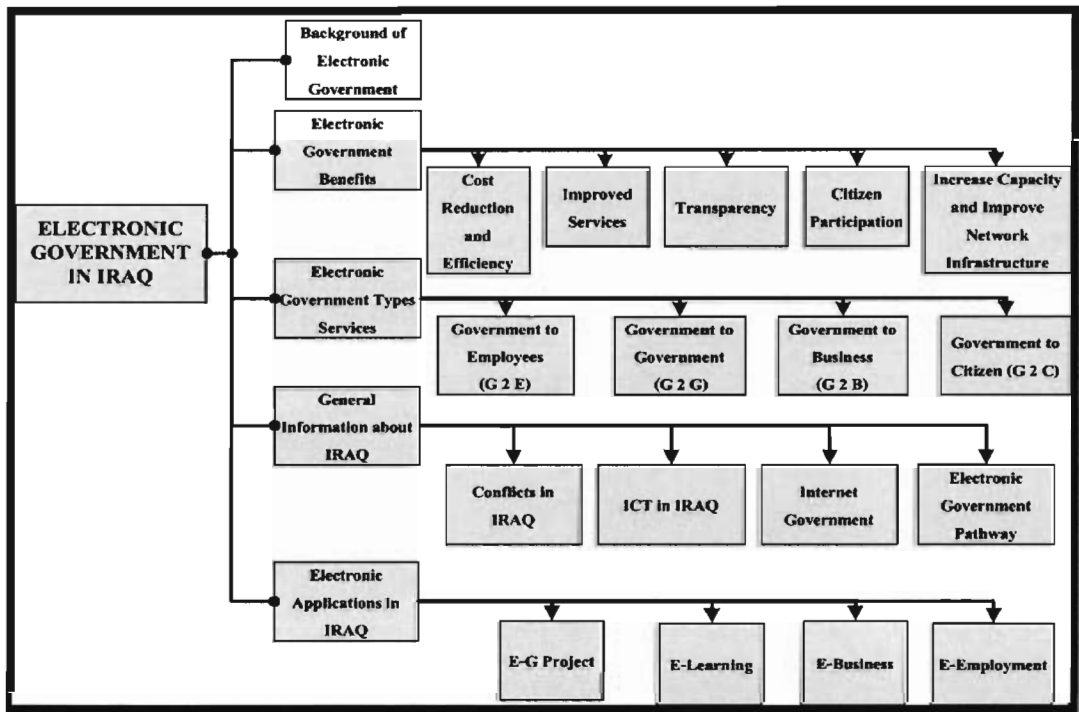 ELECTRONIC
GOVERNMENT
IN IRAQ
Background of
Electronic
Government
Electronic
Government
Benefits
Cost
Reduction
and
Efficiency
Improved
Services
Transparency
Citizen
Participation
Increase Capacity
and Improve
Network
Infrastructure
Electronic
Government Types
Services
Government to
Employees
(G 2 E)
Government to
Government
(G 2 G)
Government to
Business
(G 2 B)
Government to
Citizen (G 2 C)
General
Information about
IRAQ
Conflicts in
IRAQ
ICT in IRAQ
Internet
Government
Electronic
Government
Pathway
Electronic
Applications in
IRAQ
E-G Project
E-Learning
E-Business
E-Employment